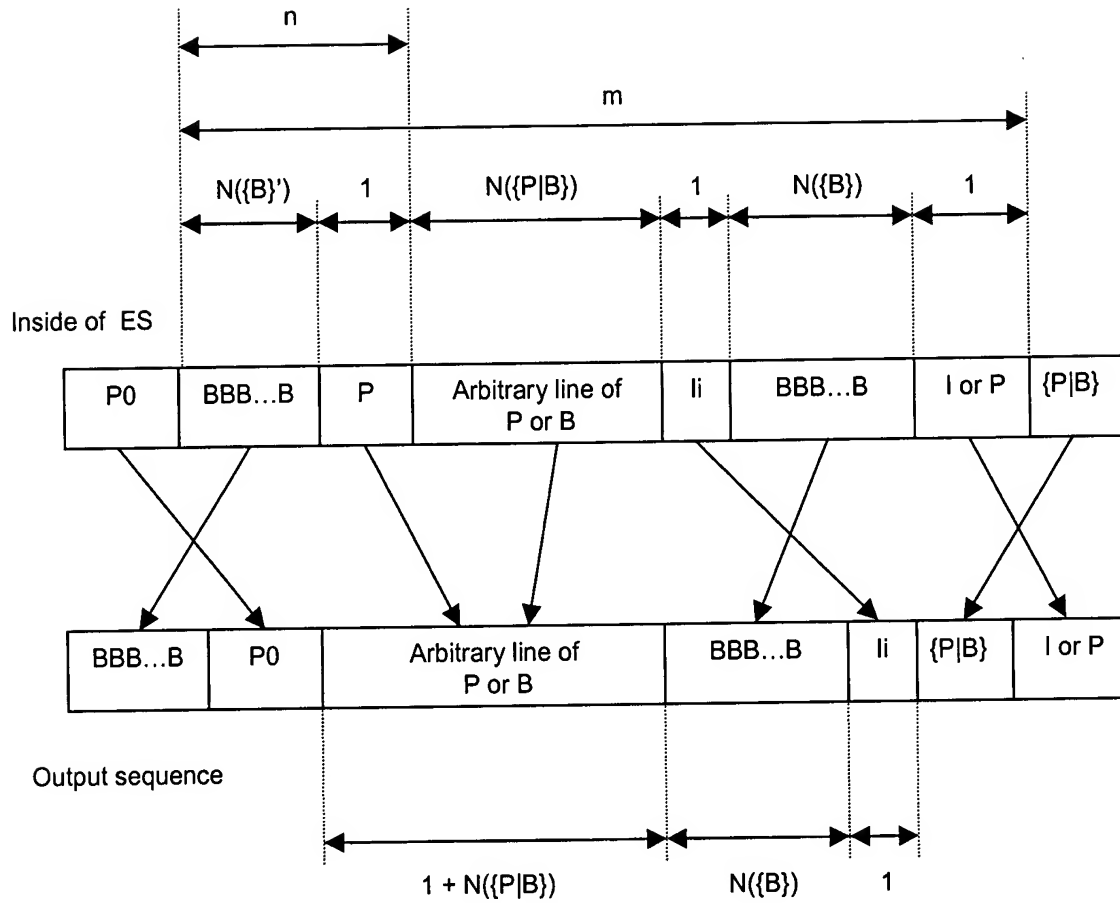 n
m
N({B}') 1 N({P|B}) 1 N({B}) 1
Inside of ES
P0 BBB...B P Arbitrary line of P or B Ii BBB...B I or P {P|B}
BBB...B P0 Arbitrary line of P or B BBB...B Ii {P|B} I or P
Output sequence
1 + N({P|B}) N({B}) 1